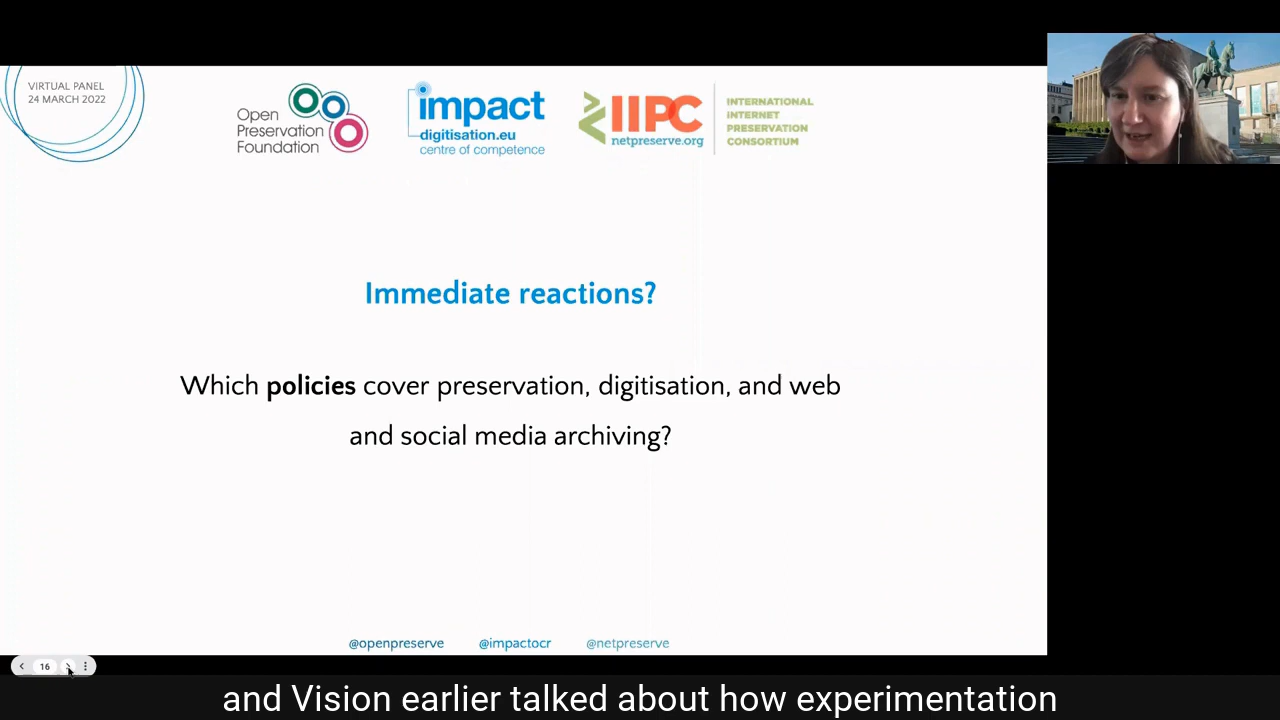 VIRTUAL PANEL
24 MARCH 2022
Open
Preservation
Foundation
impact
digitisation.eu
centre of competence
IIPC
netpreserve.org
INTERNATIONAL
INTERNET
PRESERVATION
CONSORTIUM
Immediate reactions?
Which policies cover preservation, digitisation, and web
and social media archiving?
@openpreserve @impactocr @netpreserve
16
and Vision earlier talked about how experimentation